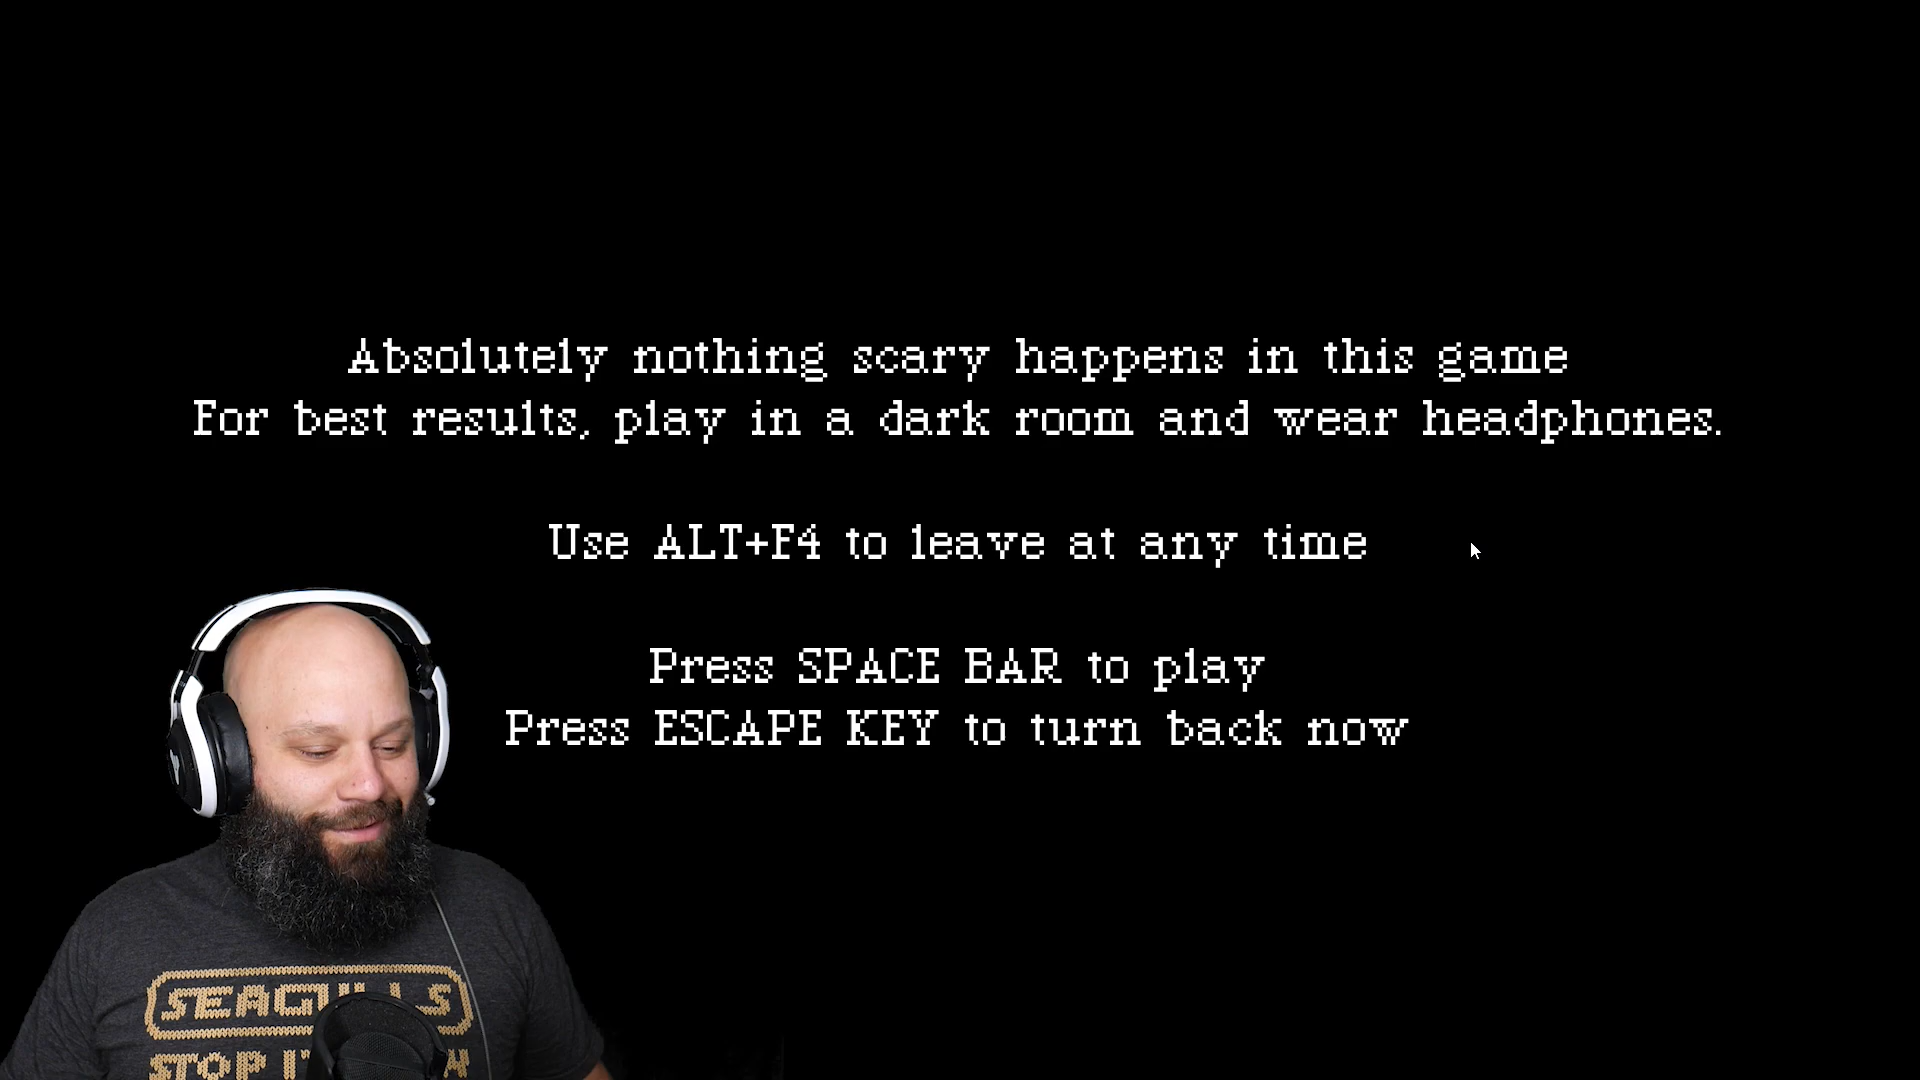 Absolutely nothing scary happens in this game
For best results, play in a dark room and wear headphones.
Use ALT+F4 to leave at any time
Press SPACE BAR to play
Press ESCAPE KEY to turn back now
SEAGULLS
STOP